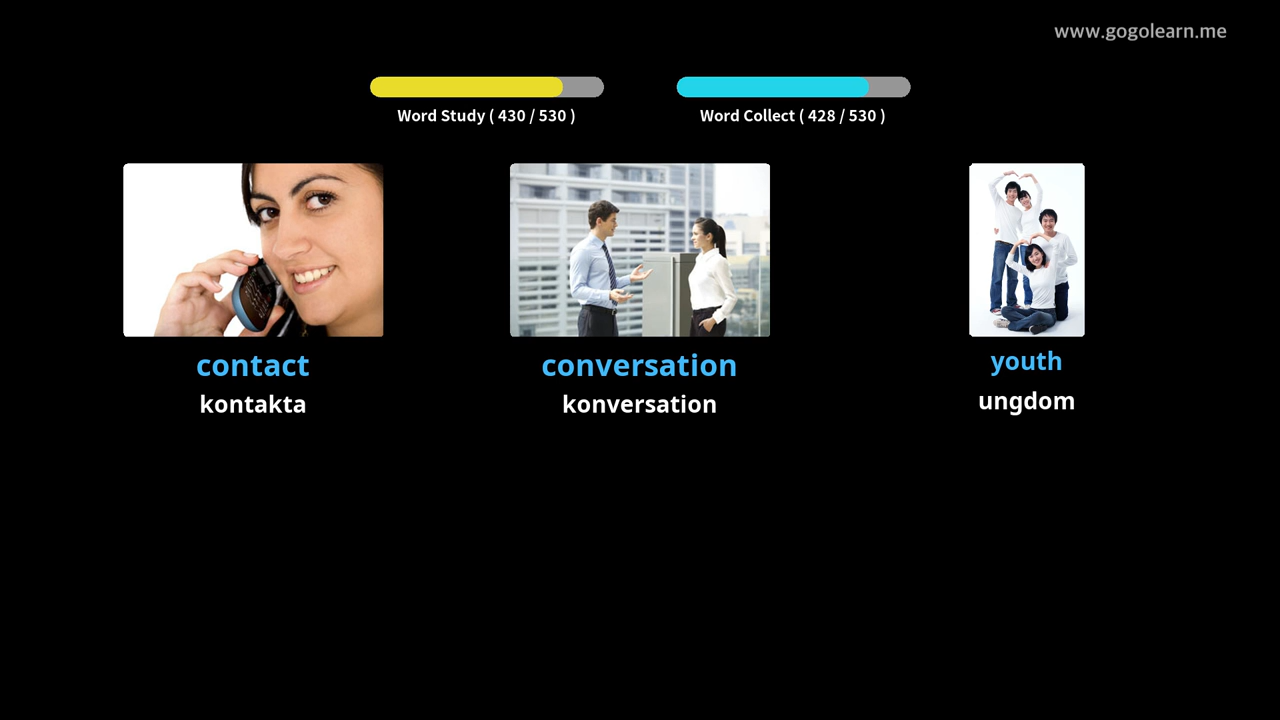 www.gogolearn.me
Word Study ( 430 / 530 )
Word Collect ( 428 / 530 )
contact
kontakta
conversation
konversation
youth
ungdom